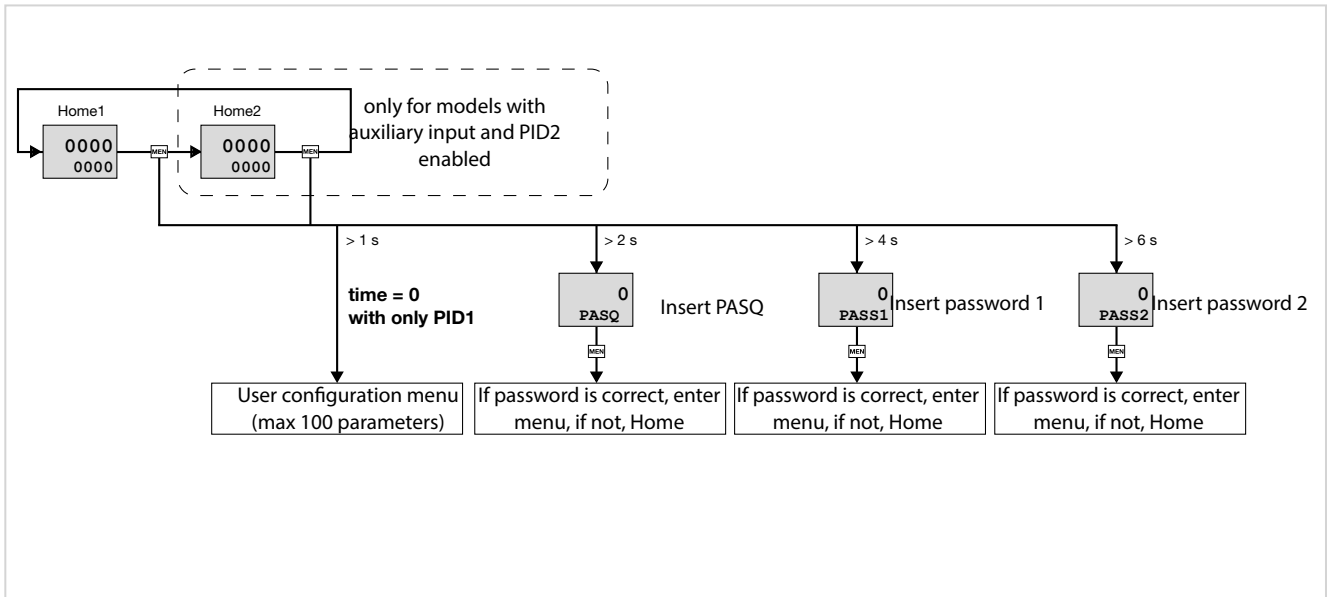 Home1
0000
0000
MEN
Home2
0000
0000
MEN
only for models with
auxiliary input and PID2
enabled
> 1 s
time = 0
with only PID1
User configuration menu
(max 100 parameters)
> 2 s
0
PASQ
Insert PASQ
MEN
If password is correct, enter
menu, if not, Home
> 4 s
0
PASS1
Insert password 1
MEN
If password is correct, enter
menu, if not, Home
> 6 s
0
PASS2
Insert password 2
MEN
If password is correct, enter
menu, if not, Home